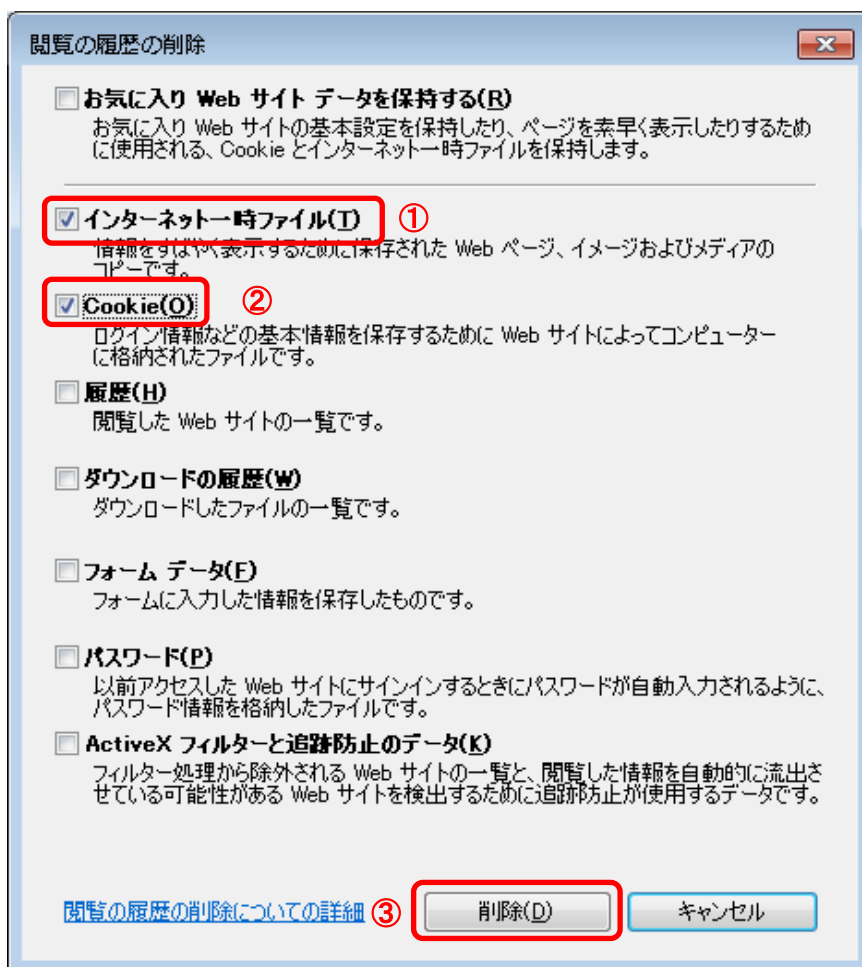 閲覧の履歴の削除
お気に入り Web サイト データを保持する(R)
お気に入り Web サイトの基本設定を保持したり、ページを素早く表示したりするため
に使用される、Cookie とインターネット一時ファイルを保持します。
インターネット一時ファイル(T) ①
情報をすばやく表示するために保存された Web ページ、イメージおよびメディアの
コピーです。
Cookie(O) ②
ログイン情報などの基本情報を保存するために Web サイトによってコンピューター
に格納されたファイルです。
履歴(H)
閲覧した Web サイトの一覧です。
ダウンロードの履歴(W)
ダウンロードしたファイルの一覧です。
フォーム データ(F)
フォームに入力した情報を保存したものです。
パスワード(P)
以前アクセスした Web サイトにサインインするときにパスワードが自動入力されるように、
パスワード情報を格納したファイルです。
ActiveX フィルターと追跡防止のデータ(K)
フィルター処理から除外される Web サイトの一覧と、閲覧した情報を自動的に流出さ
せている可能性がある Web サイトを検出するために追跡防止が使用するデータです。
閲覧の履歴の削除についての詳細 ③ 削除(D) キャンセル